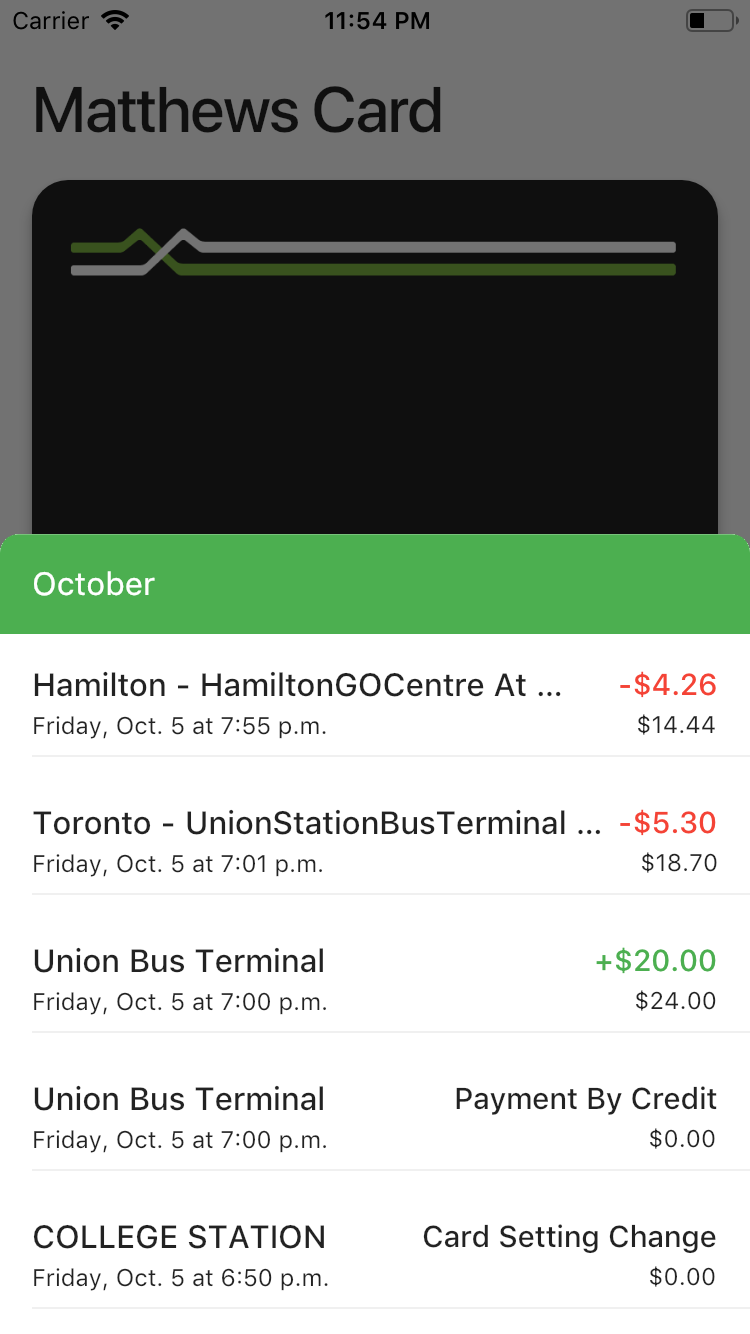 Carrier 11:54 PM
Matthews Card
October
Hamilton - HamiltonGOCentre At ... -$4.26
Friday, Oct. 5 at 7:55 p.m. $14.44
Toronto - UnionStationBusTerminal ... -$5.30
Friday, Oct. 5 at 7:01 p.m. $18.70
Union Bus Terminal +$20.00
Friday, Oct. 5 at 7:00 p.m. $24.00
Union Bus Terminal Payment By Credit
Friday, Oct. 5 at 7:00 p.m. $0.00
COLLEGE STATION Card Setting Change
Friday, Oct. 5 at 6:50 p.m. $0.00